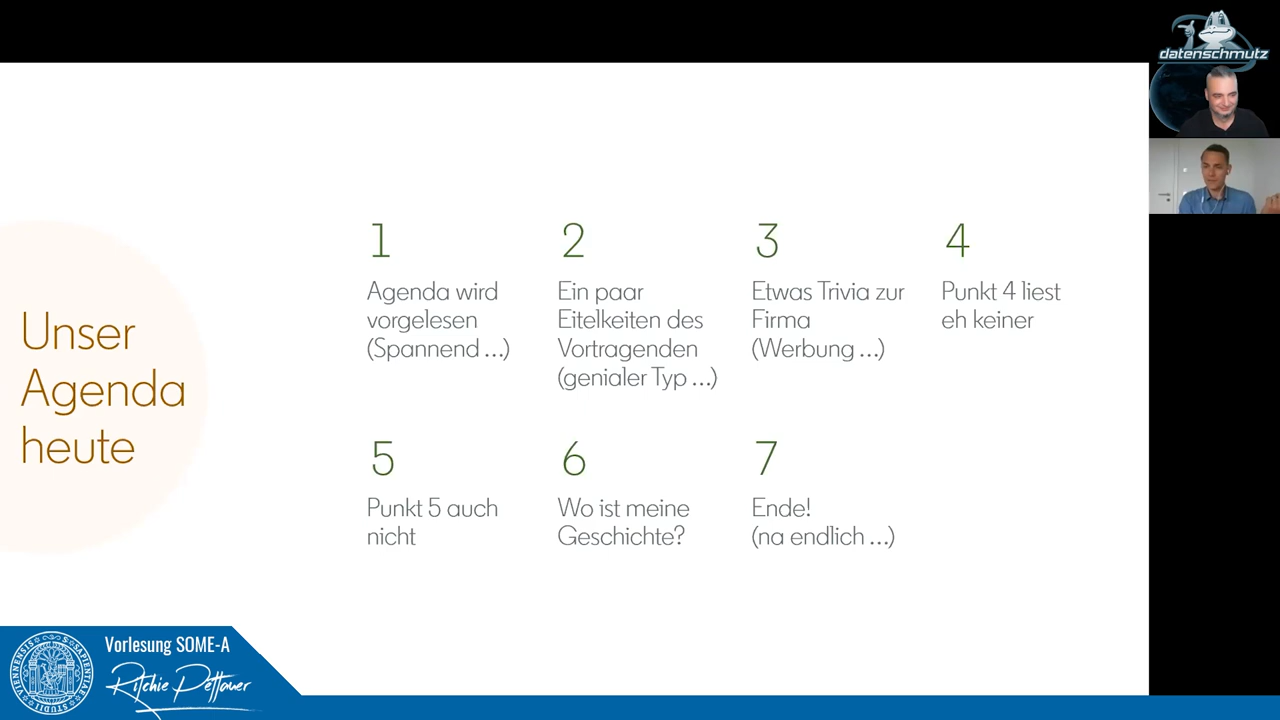 datenschmutz
Unser
Agenda
heute
1
Agenda wird
vorgelesen
(Spannend ...)
2
Ein paar
Eitelkeiten des
Vortragenden
(genialer Typ ...)
3
Etwas Trivia zur
Firma
(Werbung ...)
4
Punkt 4 liest
eh keiner
5
Punkt 5 auch
nicht
6
Wo ist meine
Geschichte?
7
Ende!
(na endlich ...)
Vorlesung SOME-A
Ritchie Pettauer